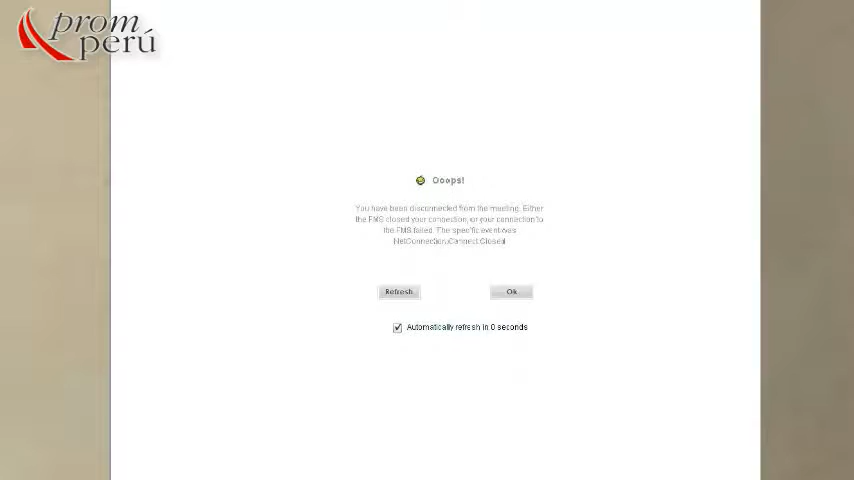 prom
perú
Ooops!
You have been disconnected from the meeting. Either
the FMS closed your connection, or your connection to
the FMS failed. The specific event was
NetConnection.Connect.Closed
Refresh
Ok
Automatically refresh in 0 seconds